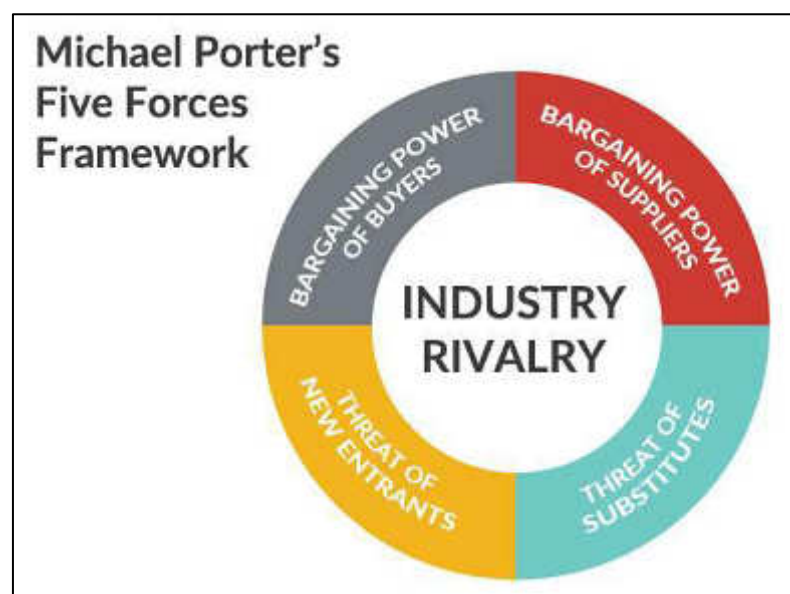 Michael Porter's
Five Forces
Framework
BARGAINING POWER
OF BUYERS
BARGAINING POWER
OF SUPPLIERS
INDUSTRY
RIVALRY
THREAT OF
NEW ENTRANTS
THREAT OF
SUBSTITUTES